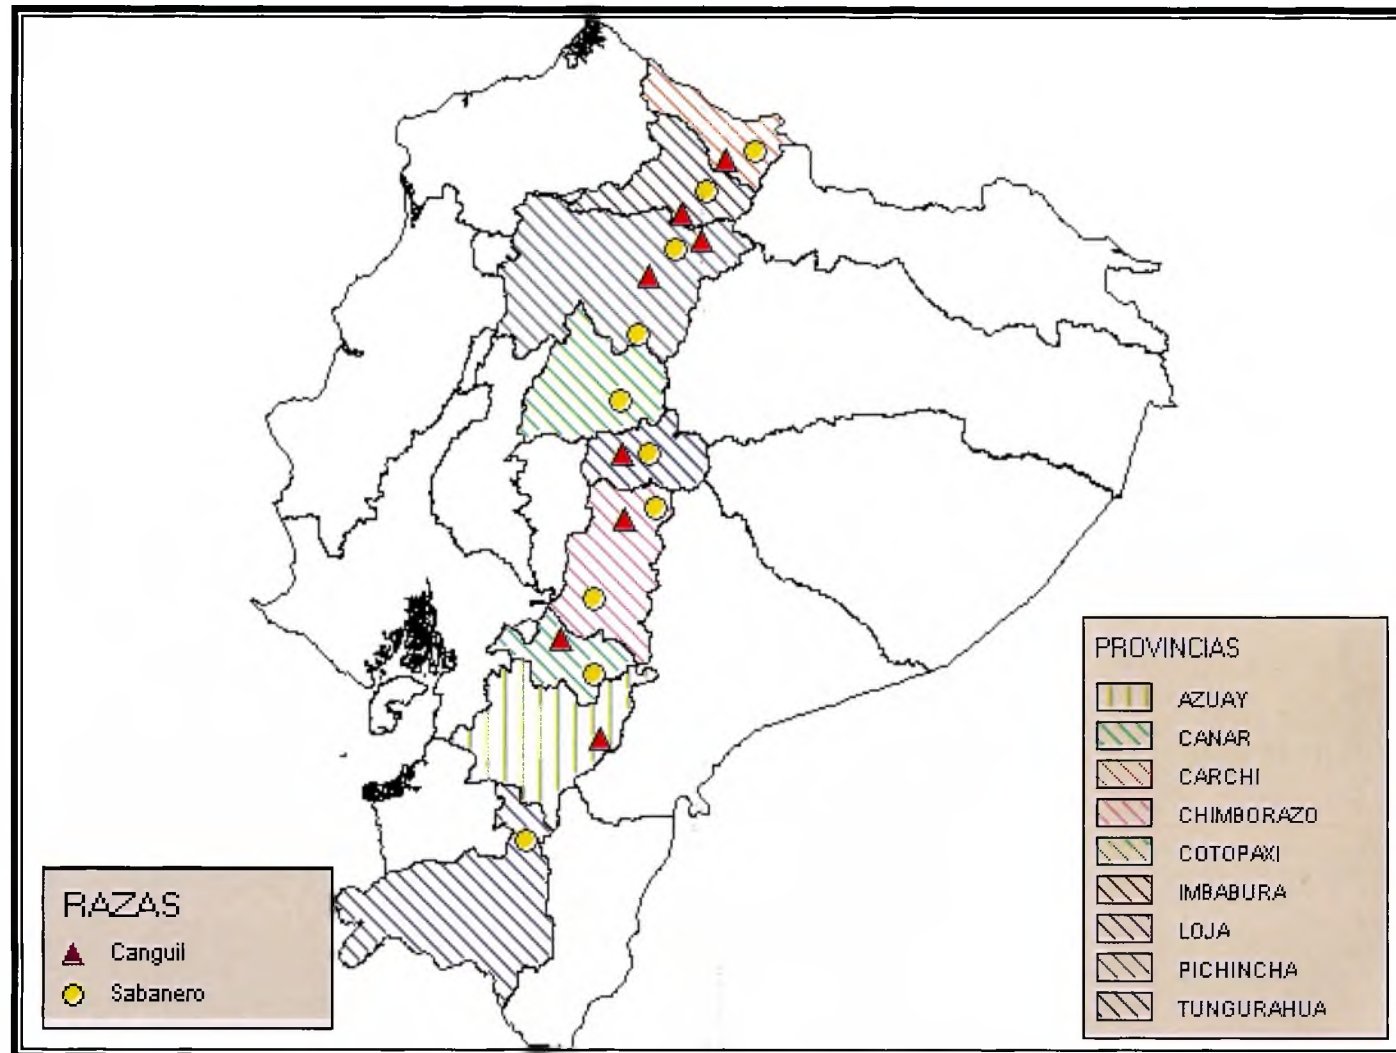 PROVINCIAS
AZUAY
CANAR
CARCHI
CHIMBORAZO
COTOPAXI
IMBABURA
LOJA
PICHINCHA
TUNGURAHUA
RAZAS
Canguil
Sabanero